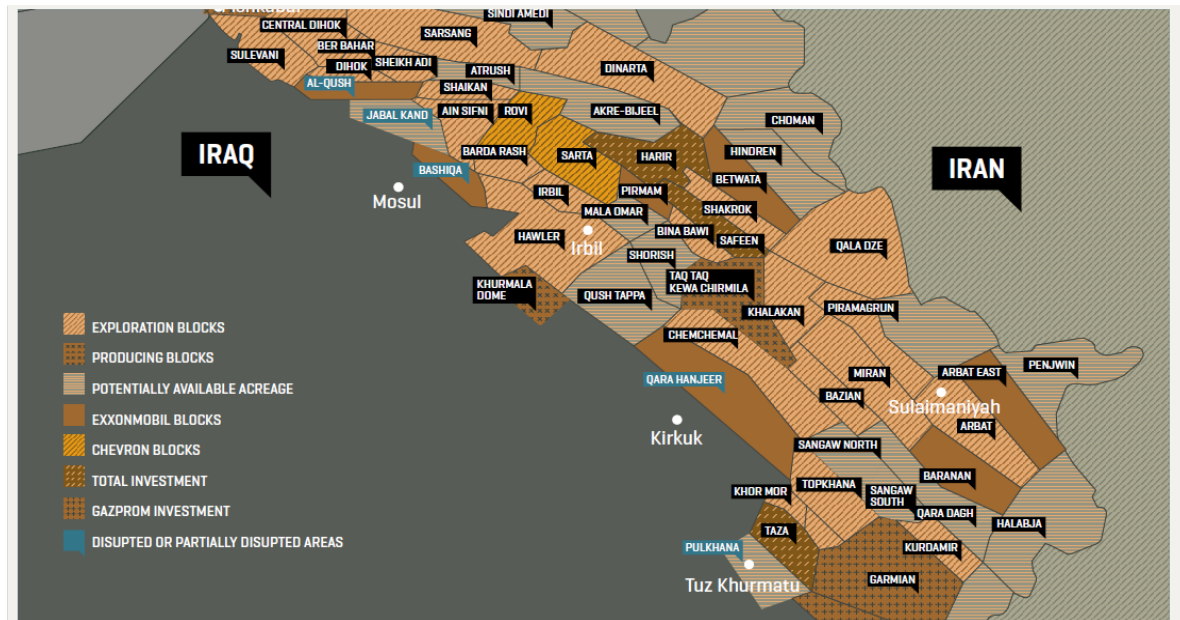 SINDI AMEDI
CENTRAL DIHOK
SARSANG
BER BAHAR
SULEVANI
DIHOK
SHEIKH ADI
ATRUSH
DINARTA
AL-QUSH
SHAIKAN
JABAL KAND
AIN SIFNI
ROVI
AKRE-BIJEEL
CHOMAN
IRAQ
BARDA RASH
SARTA
HARIR
HINDREN
IRAN
BASHIQA
BETWATA
Mosul
IRBIL
PIRMAM
MALA OMAR
SHAKROK
HAWLER
Irbil
BINA BAWI
SAFEEN
QALA DZE
SHORISH
KHURMALA
DOME
QUSH TAPPA
TAQ TAQ
KEWA CHIRMILA
KHALAKAN
PIRAMAGRUN
CHEMCHEMAL
QARA HANJEER
MIRAN
ARBAT EAST
PENJWIN
BAZIAN
Sulaimaniyah
Kirkuk
ARBAT
SANGAW NORTH
BARANAN
KHOR MOR
TOPKHANA
SANGAW
SOUTH
QARA DAGH
HALABJA
TAZA
PULKHANA
KURDAMIR
Tuz Khurmatu
GARMIAN
EXPLORATION BLOCKS
PRODUCING BLOCKS
POTENTIALLY AVAILABLE ACREAGE
EXXONMOBIL BLOCKS
CHEVRON BLOCKS
TOTAL INVESTMENT
GAZPROM INVESTMENT
DISUPTED OR PARTIALLY DISUPTED AREAS